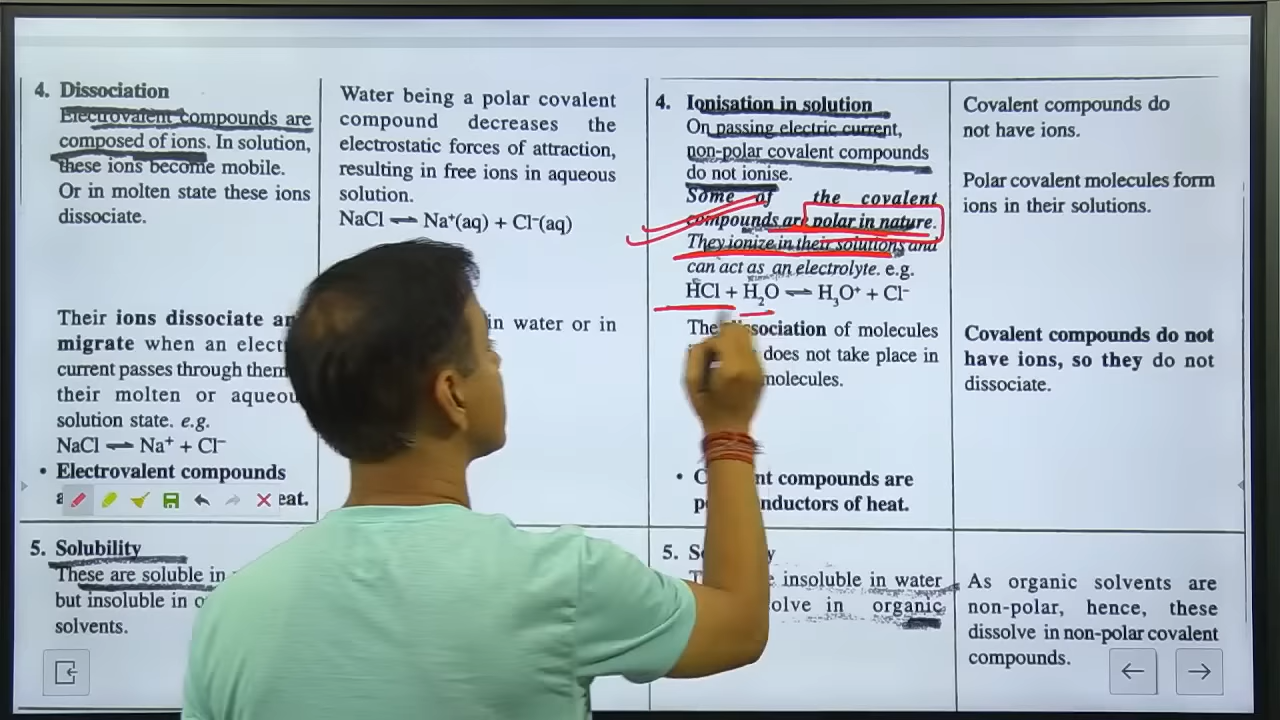 4. Dissociation
Electrovalent compounds are
composed of ions. In solution,
these ions become mobile.
Or in molten state these ions
dissociate.
Their ions dissociate
migrate when an
current passes through them
their molten or
solution state. e.g.
NaCl ⇌ Na⁺ + Cl⁻
• Electrovalent compounds
Water being a polar covalent
compound decreases the
electrostatic forces of attraction,
resulting in free ions in aqueous
solution.
NaCl ⇌ Na⁺(aq) + Cl⁻(aq)
in water or in
4. Ionisation in solution
On passing electric current,
non-polar covalent compounds
do not ionise.
Some of the covalent
compounds are polar in nature.
They ionize in their solutions and
can act as an electrolyte. e.g.
HCl + H₂O ⇌ H₃O⁺ + Cl⁻
of molecules
does not take place in
molecules.
• compounds are
of heat.
Covalent compounds do
not have ions.
Polar covalent molecules form
ions in their solutions.
Covalent compounds do not
have ions, so they do not
dissociate.
5. Solubility
These are soluble in
but insoluble in
solvents.
5.
insoluble in water
in organic
As organic solvents are
non-polar, hence, these
dissolve in non-polar covalent
compounds.